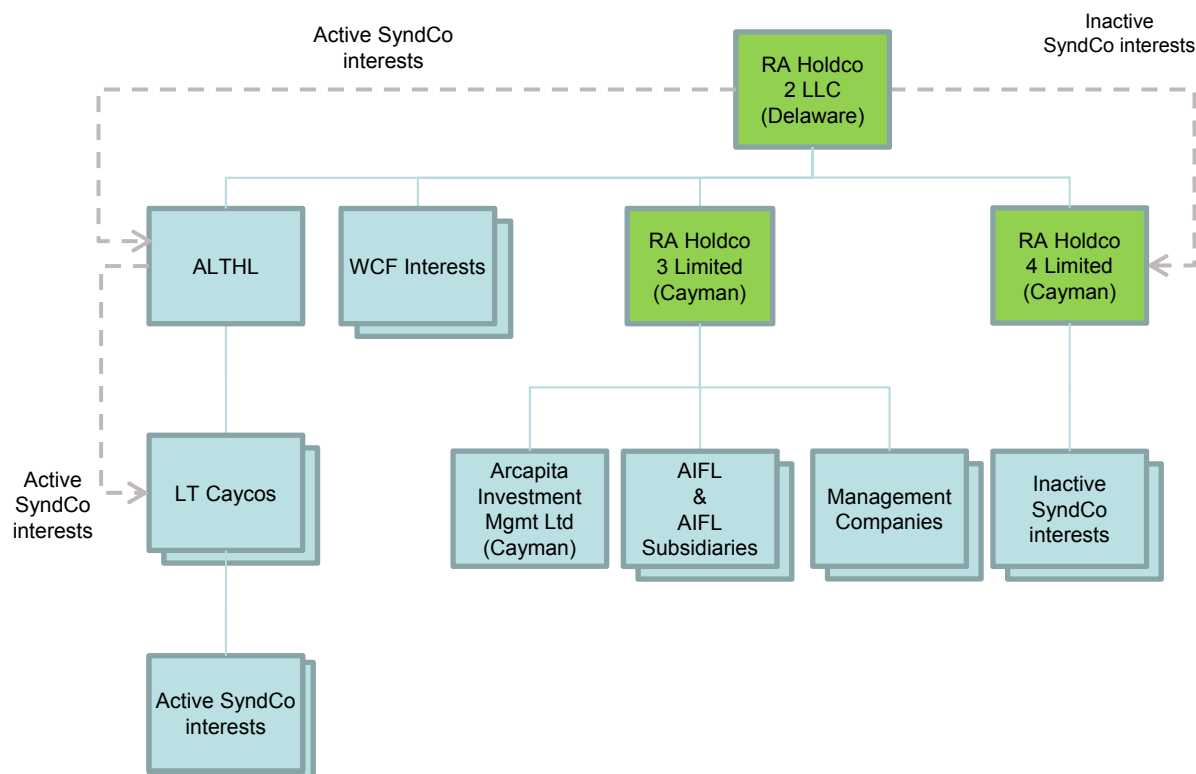 Active SyndCo
interests
Inactive
SyndCo interests
RA Holdco
2 LLC
(Delaware)
ALTHL
WCF Interests
RA Holdco
3 Limited
(Cayman)
RA Holdco
4 Limited
(Cayman)
Active
SyndCo
interests
LT Caycos
Arcapita
Investment
Mgmt Ltd
(Cayman)
AIFL
&
AIFL
Subsidiaries
Management
Companies
Inactive
SyndCo
interests
Active SyndCo
interests